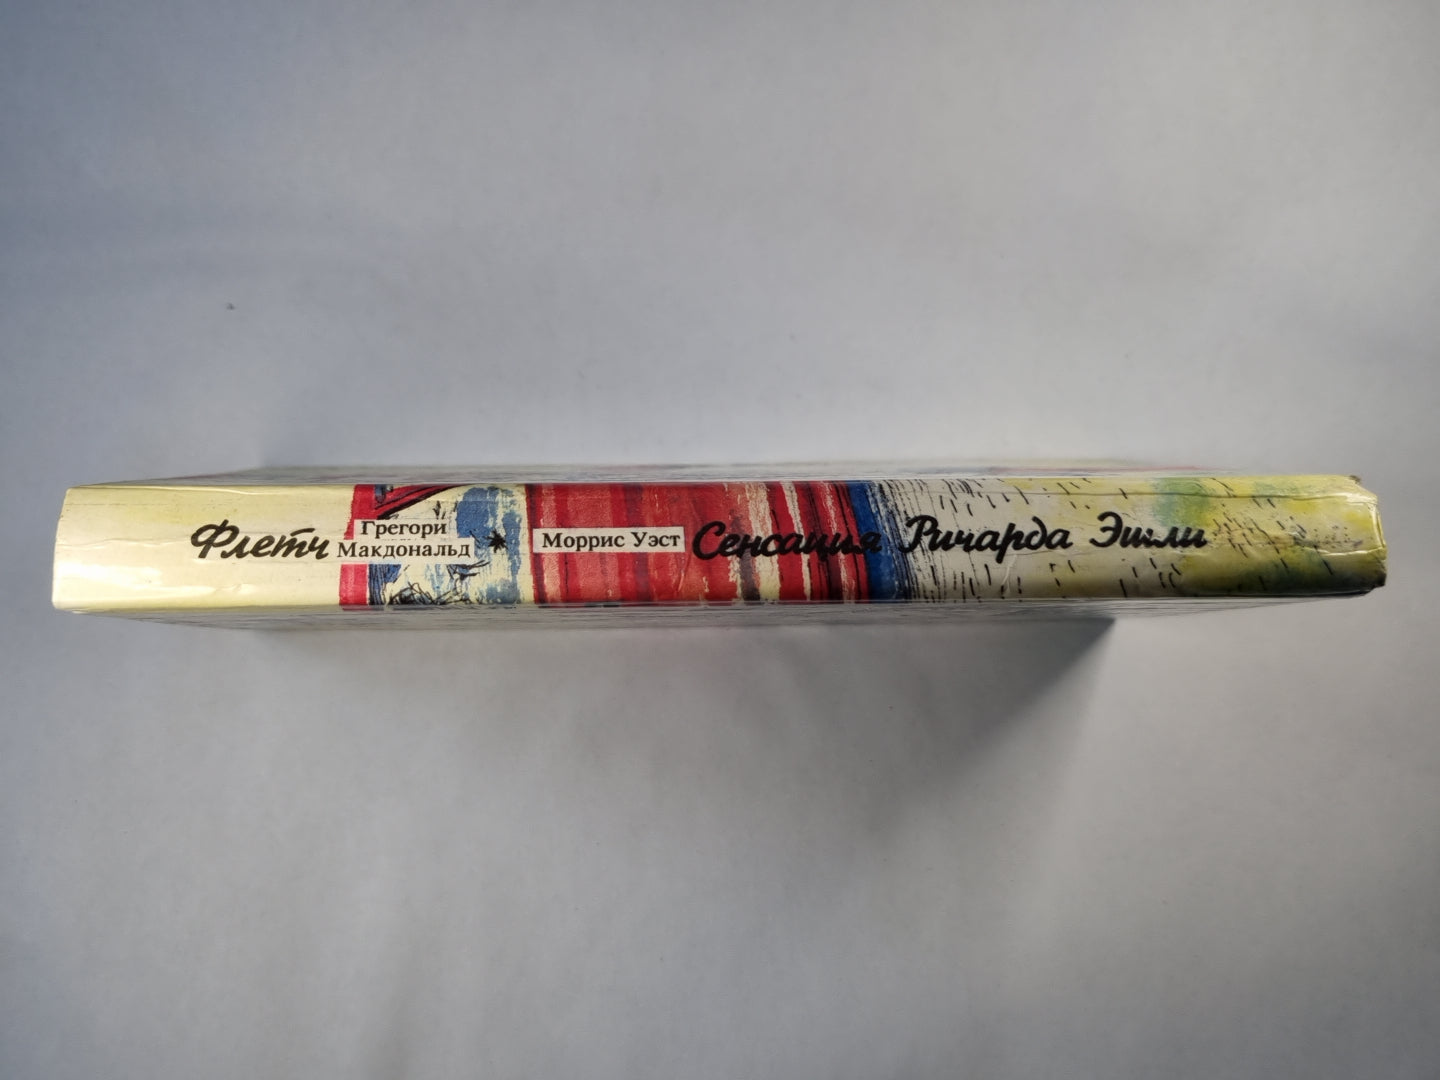 Флетч
Грегори
Макдональд
*
Моррис Уэст
Сенсация Ричарда Эшли